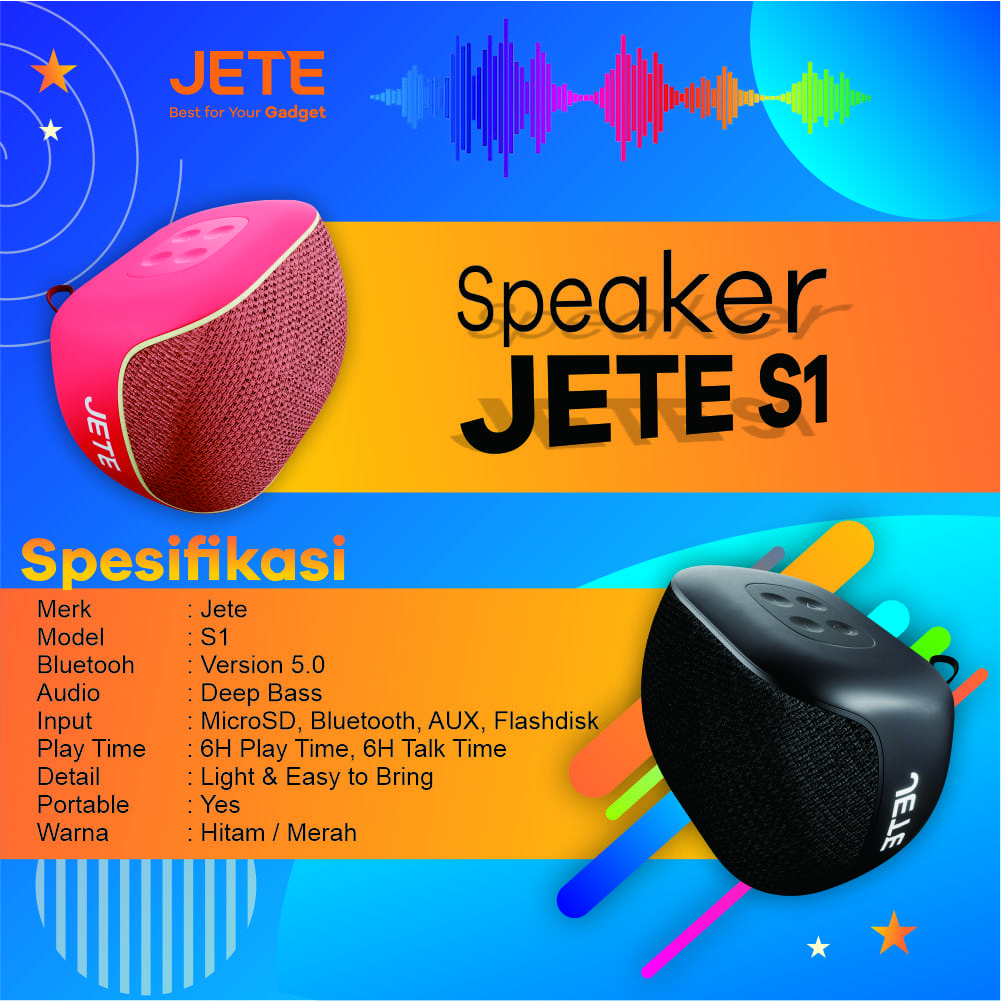 JETE
Best for Your Gadget
Speaker
JETE S1
JETE
Spesifikasi
Merk : Jete
Model : S1
Bluetooh : Version 5.0
Audio : Deep Bass
Input : MicroSD, Bluetooth, AUX, Flashdisk
Play Time : 6H Play Time, 6H Talk Time
Detail : Light & Easy to Bring
Portable : Yes
Warna : Hitam / Merah
JETE